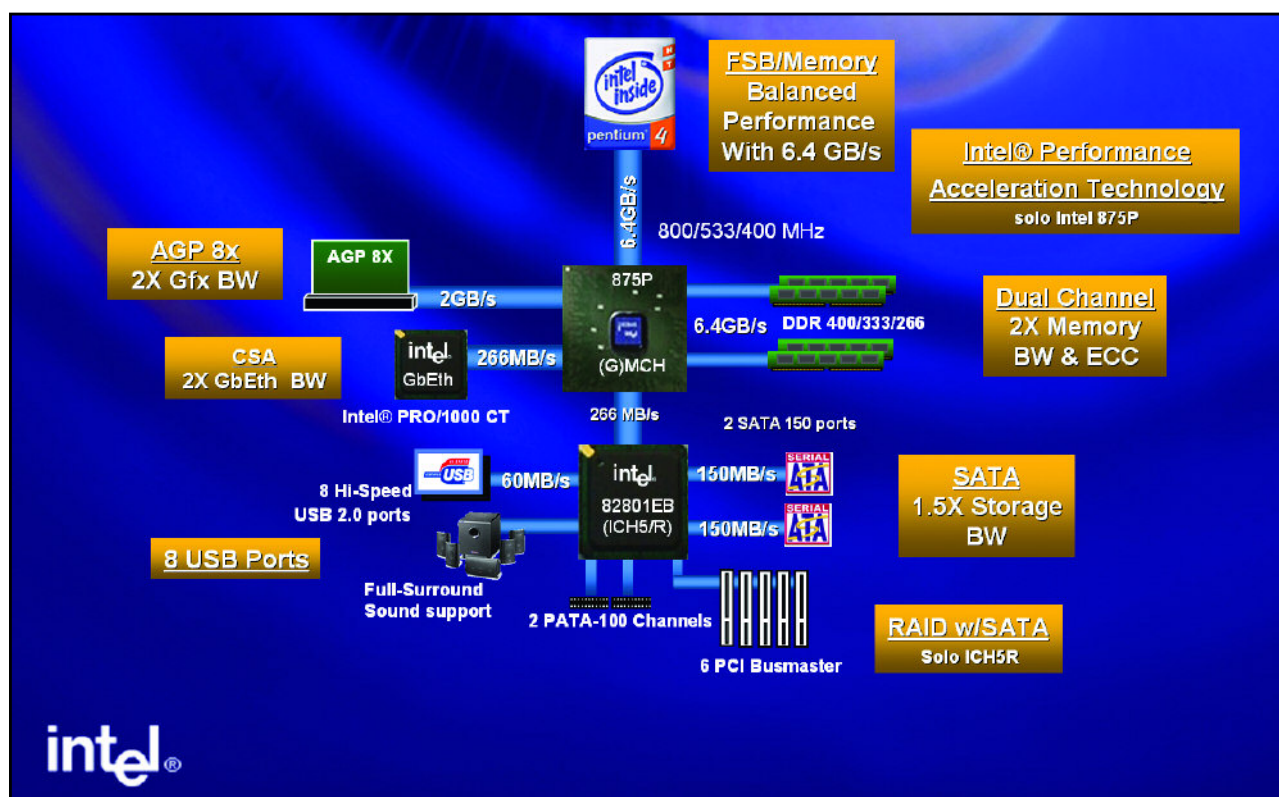 intel
inside
pentium® 4
HT
FSB/Memory
Balanced
Performance
With 6.4 GB/s
Intel® Performance
Acceleration Technology
solo Intel 875P
6.4GB/s
800/533/400 MHz
AGP 8x
2X Gfx BW
AGP 8X
2GB/s
875P
(G)MCH
6.4GB/s
DDR 400/333/266
Dual Channel
2X Memory
BW & ECC
CSA
2X GbEth BW
intel®
GbEth
266MB/s
Intel® PRO/1000 CT
266 MB/s
2 SATA 150 ports
USB
60MB/s
8 Hi-Speed
USB 2.0 ports
intel®
82801EB
(ICH5/R)
150MB/s
SERIAL
ATA
150MB/s
SERIAL
ATA
SATA
1.5X Storage
BW
8 USB Ports
Full-Surround
Sound support
2 PATA-100 Channels
6 PCI Busmaster
RAID w/SATA
Solo ICH5R
intel®